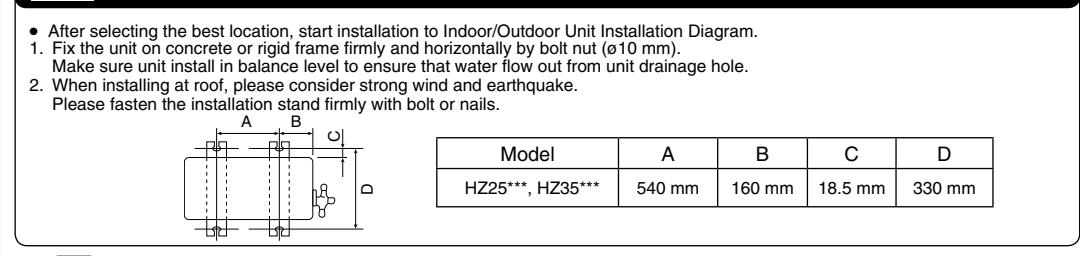 ● After selecting the best location, start installation to Indoor/Outdoor Unit Installation Diagram.
1. Fix the unit on concrete or rigid frame firmly and horizontally by bolt nut (ø10 mm).
Make sure unit install in balance level to ensure that water flow out from unit drainage hole.
2. When installing at roof, please consider strong wind and earthquake.
Please fasten the installation stand firmly with bolt or nails.
A B
C
D
Model A B C D
HZ25***, HZ35*** 540 mm 160 mm 18.5 mm 330 mm